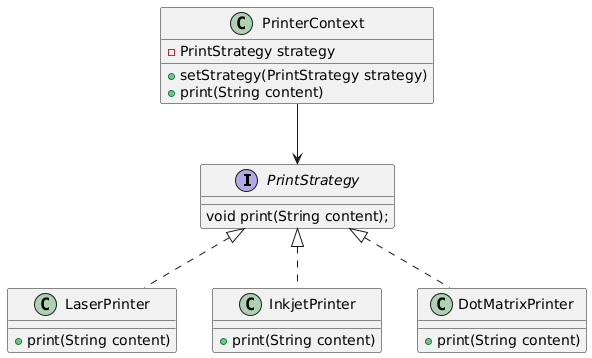 C PrinterContext
PrintStrategy strategy
setStrategy(PrintStrategy strategy)
print(String content)
I PrintStrategy
void print(String content);
C LaserPrinter
print(String content)
C InkjetPrinter
print(String content)
C DotMatrixPrinter
print(String content)